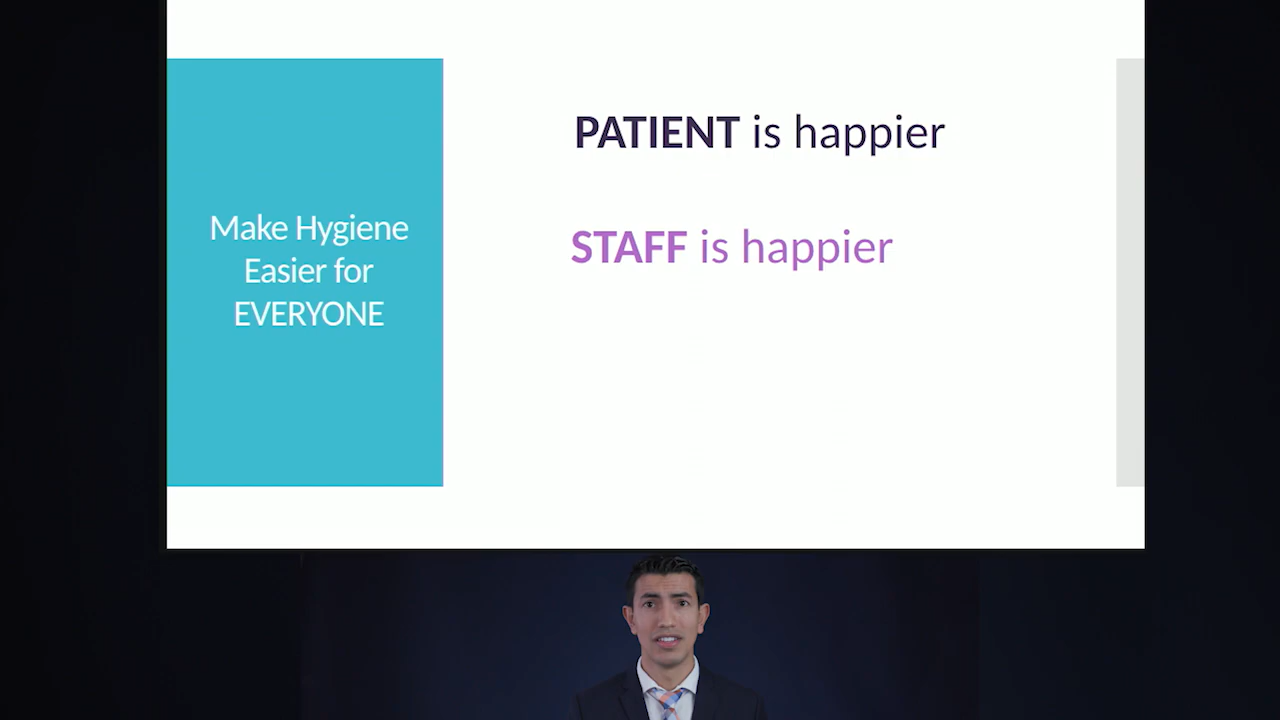 Make Hygiene
Easier for
EVERYONE
PATIENT is happier
STAFF is happier